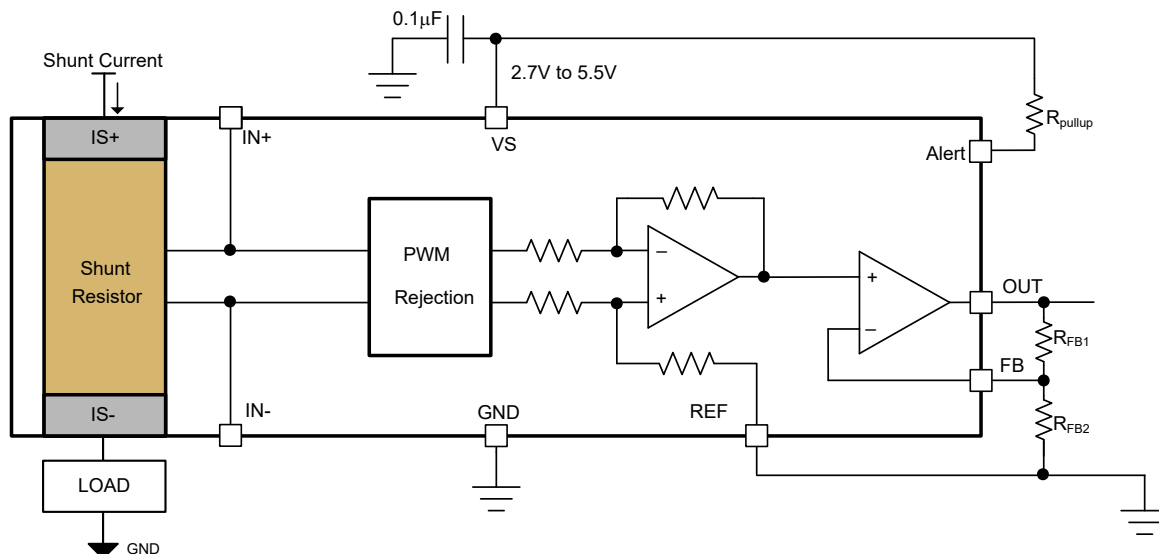 0.1μF
Shunt Current
2.7V to 5.5V
Rpullup
IS+
IN+
VS
Alert
Shunt
Resistor
PWM
Rejection
–
+
+
–
OUT
RFB1
FB
RFB2
IS-
IN-
GND
REF
LOAD
GND